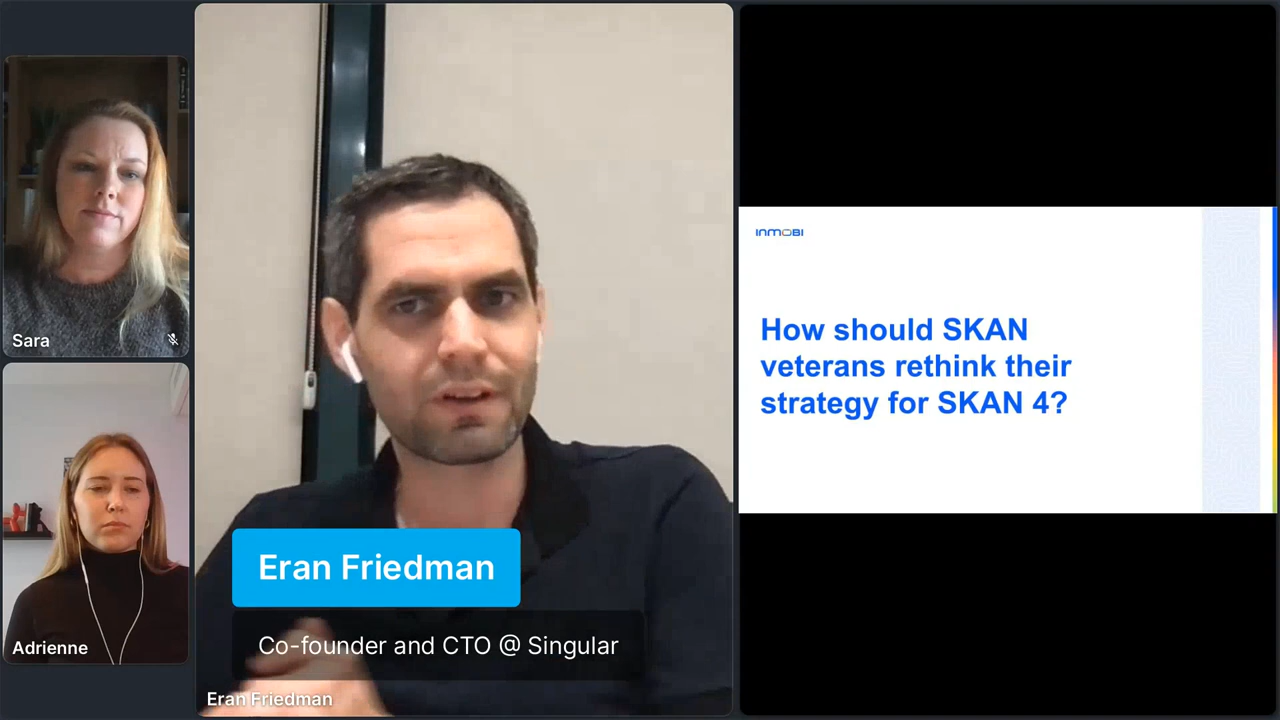 Sara
Adrienne
Eran Friedman
Co-founder and CTO @ Singular
Eran Friedman
INMOBI
How should SKAN
veterans rethink their
strategy for SKAN 4?